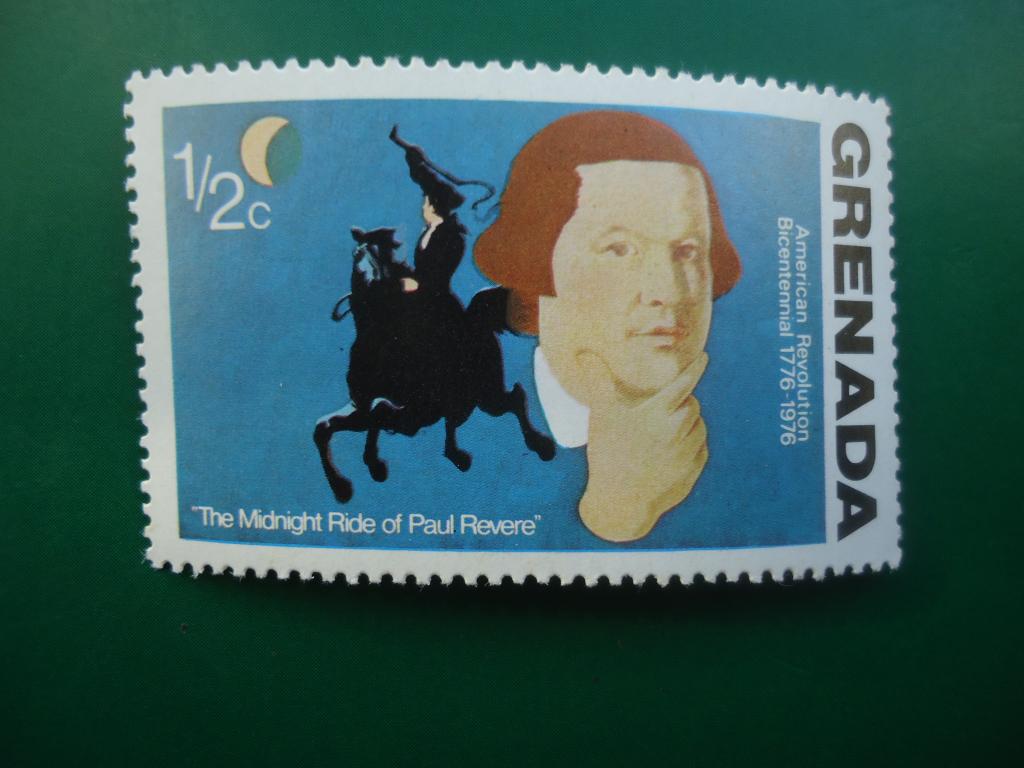 1/2c
GRENADA
American Revolution
Bicentennial 1776-1976
"The Midnight Ride of Paul Revere"